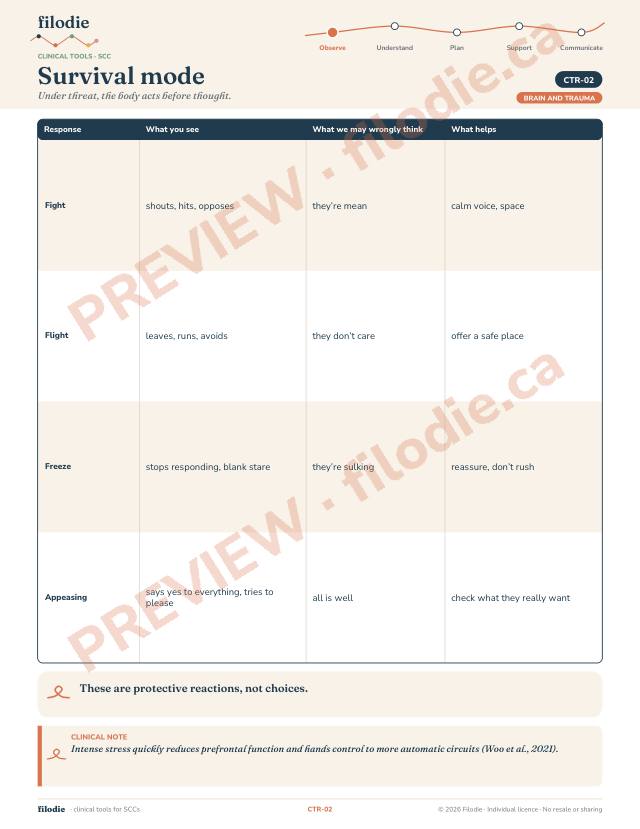 filodie
CLINICAL TOOLS · SCC
Observe Understand Plan Support Communicate
Survival mode
Under threat, the body acts before thought.
CTR-02
BRAIN AND TRAUMA
Response What you see What we may wrongly think What helps
Fight shouts, hits, opposes they're mean calm voice, space
Flight leaves, runs, avoids they don't care offer a safe place
Freeze stops responding, blank stare they're sulking reassure, don't rush
Appeasing says yes to everything, tries to please all is well check what they really want
PREVIEW · filodie.ca
PREVIEW · filodie.ca
These are protective reactions, not choices.
CLINICAL NOTE
Intense stress quickly reduces prefrontal function and hands control to more automatic circuits (Woo et al., 2021).
filodie · clinical tools for SCCs CTR-02 © 2026 Filodie · Individual licence · No resale or sharing